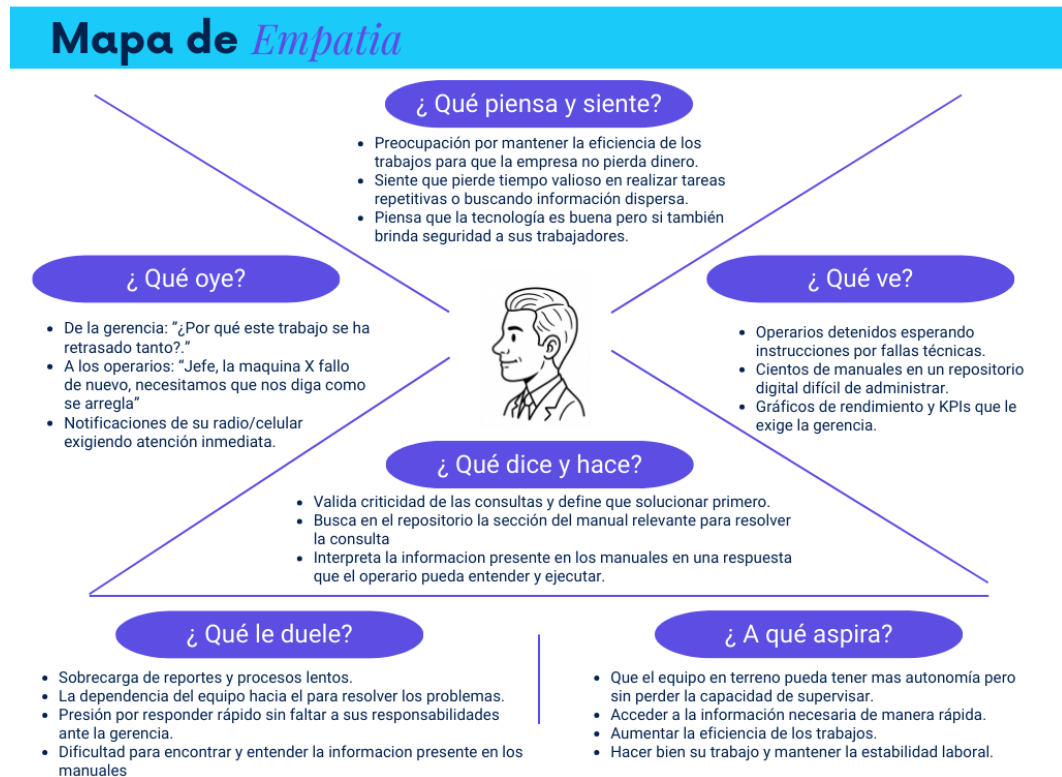 Mapa de Empatia
¿ Qué piensa y siente?
• Preocupación por mantener la eficiencia de los
trabajos para que la empresa no pierda dinero.
• Siente que pierde tiempo valioso en realizar tareas
repetitivas o buscando información dispersa.
• Piensa que la tecnología es buena pero si también
brinda seguridad a sus trabajadores.
¿ Qué oye?
• De la gerencia: "¿Por qué este trabajo se ha
retrasado tanto?."
• A los operarios: "Jefe, la maquina X fallo
de nuevo, necesitamos que nos diga como
se arregla"
• Notificaciones de su radio/celular
exigiendo atención inmediata.
¿ Qué ve?
• Operarios detenidos esperando
instrucciones por fallas técnicas.
• Cientos de manuales en un repositorio
digital difícil de administrar.
• Gráficos de rendimiento y KPIs que le
exige la gerencia.
¿ Qué dice y hace?
• Valida criticidad de las consultas y define que solucionar primero.
• Busca en el repositorio la sección del manual relevante para resolver
la consulta
• Interpreta la informacion presente en los manuales en una respuesta
que el operario pueda entender y ejecutar.
¿ Qué le duele?
• Sobrecarga de reportes y procesos lentos.
• La dependencia del equipo hacia el para resolver los problemas.
• Presión por responder rápido sin faltar a sus responsabilidades
ante la gerencia.
• Dificultad para encontrar y entender la informacion presente en los
manuales
¿ A qué aspira?
• Que el equipo en terreno pueda tener mas autonomía pero
sin perder la capacidad de supervisar.
• Acceder a la información necesaria de manera rápida.
• Aumentar la eficiencia de los trabajos.
• Hacer bien su trabajo y mantener la estabilidad laboral.